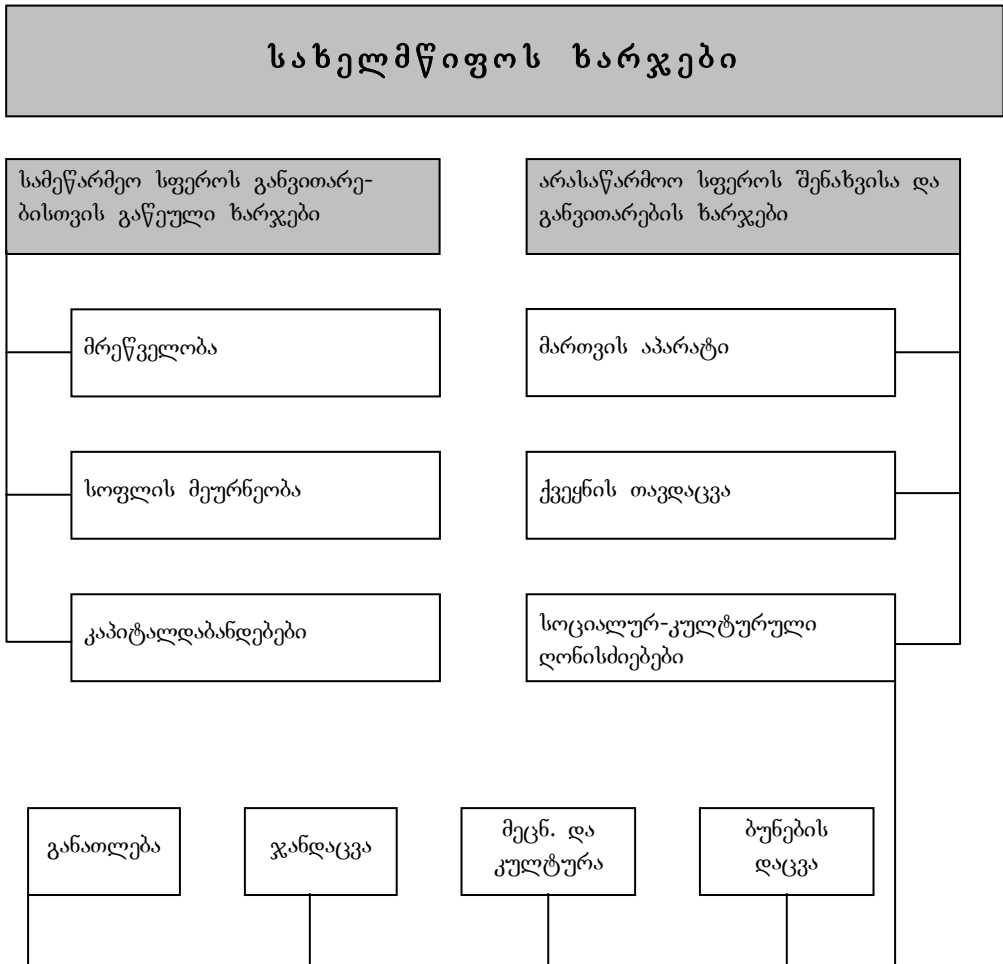 სახელმწიფოს ხარჯები
სამეწარმეო სფეროს განვითარე-
ბისთვის გაწეული ხარჯები
არასაწარმოო სფეროს შენახვისა და
განვითარების ხარჯები
მრეწველობა
მართვის აპარატი
სოფლის მეურნეობა
ქვეყნის თავდაცვა
კაპიტალდაბანდებები
სოციალურ-კულტურული
ღონისძიებები
განათლება
ჯანდაცვა
მეცნ. და
კულტურა
ბუნების
დაცვა